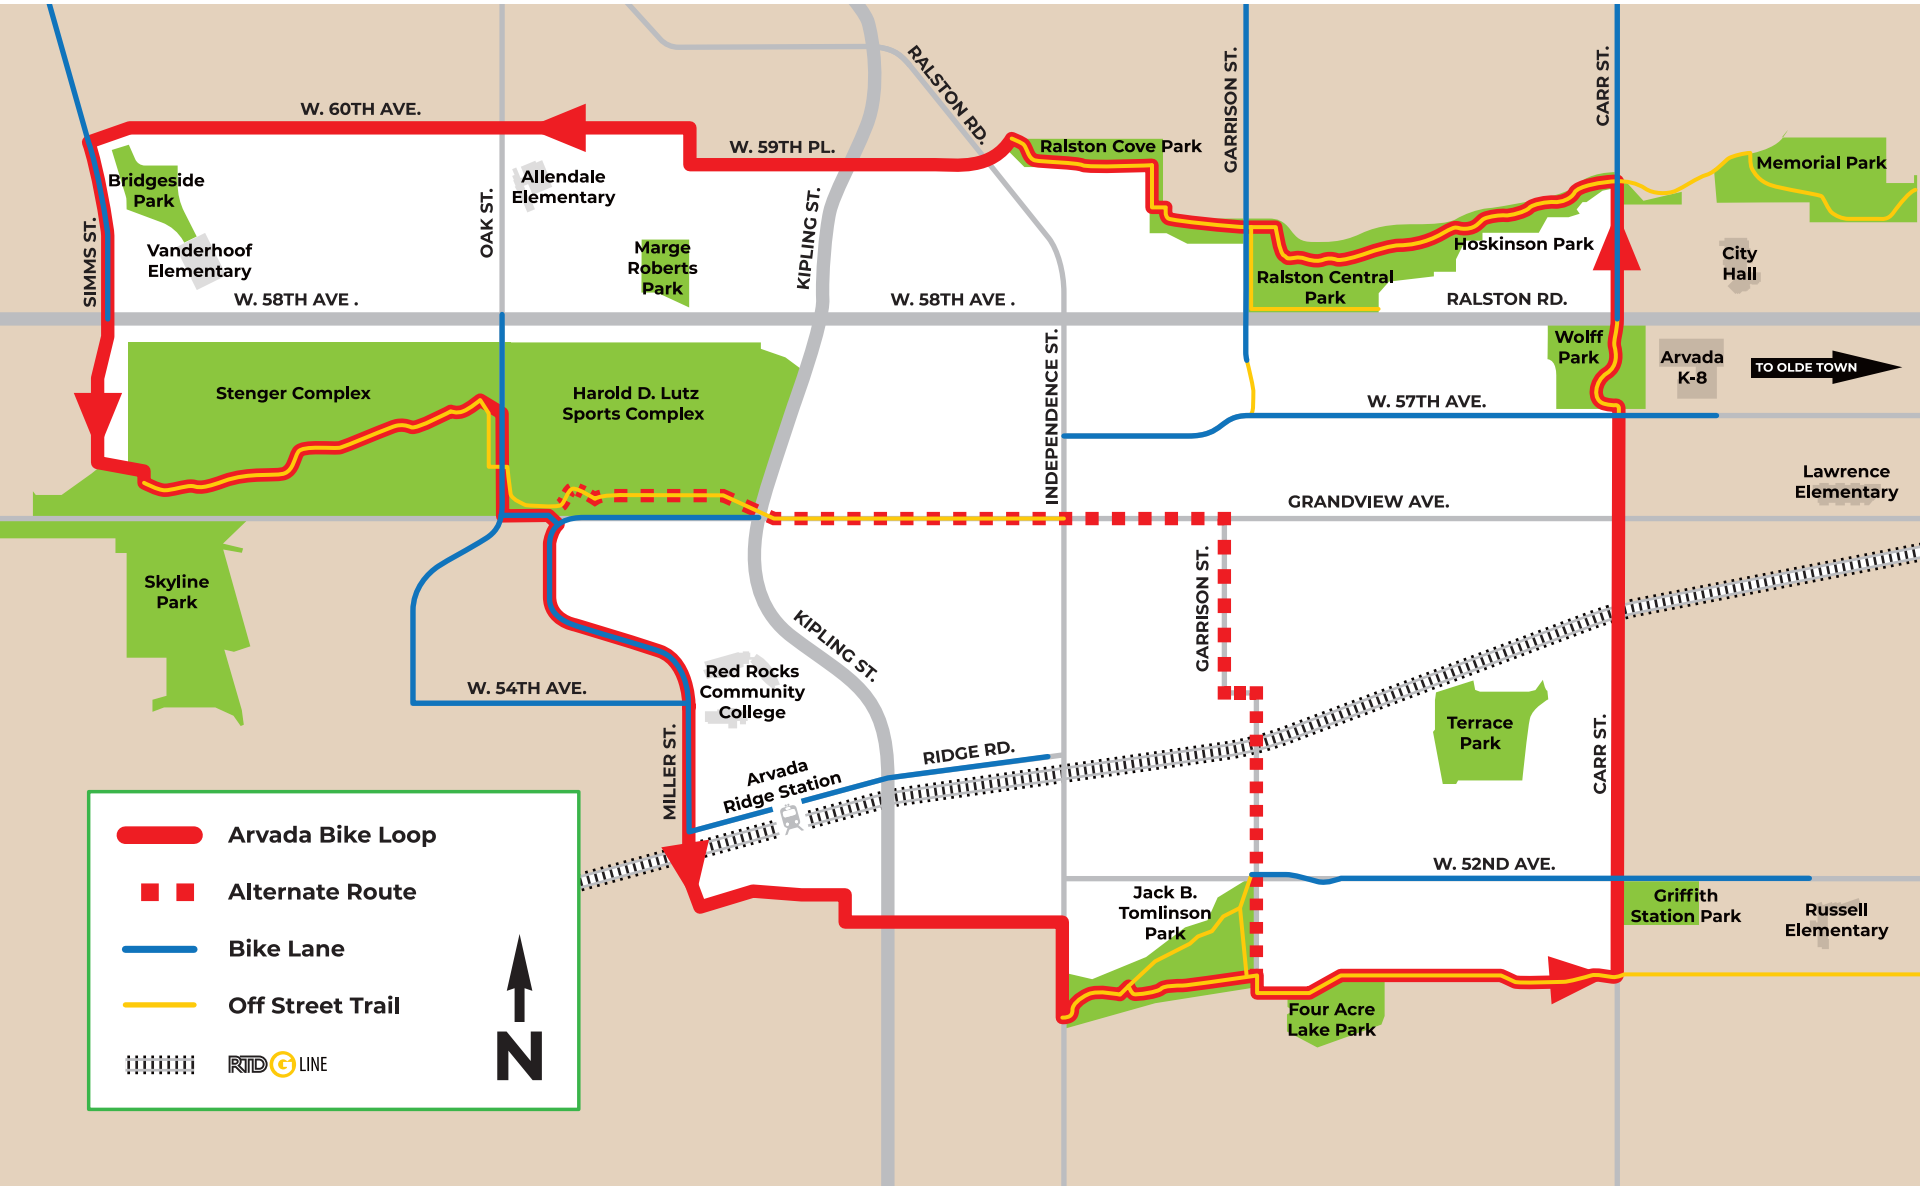 W. 60TH AVE.
W. 59TH PL.
RALSTON RD.
GARRISON ST.
CARR ST.
Ralston Cove Park
Memorial Park
Bridgeside
Park
Allendale
Elementary
OAK ST.
KIPLING ST.
SIMMS ST.
Vanderhoof
Elementary
Marge
Roberts
Park
Hoskinson Park
City
Hall
Ralston Central
Park
W. 58TH AVE .
W. 58TH AVE .
RALSTON RD.
Wolff
Park
Arvada
K-8
TO OLDE TOWN
Stenger Complex
Harold D. Lutz
Sports Complex
INDEPENDENCE ST.
W. 57TH AVE.
Lawrence
Elementary
GRANDVIEW AVE.
Skyline
Park
GARRISON ST.
KIPLING ST.
Red Rocks
Community
College
W. 54TH AVE.
MILLER ST.
Terrace
Park
CARR ST.
RIDGE RD.
Arvada
Ridge Station
W. 52ND AVE.
Jack B.
Tomlinson
Park
Griffith
Station Park
Russell
Elementary
Four Acre
Lake Park
Arvada Bike Loop
Alternate Route
Bike Lane
Off Street Trail
RTD G LINE
N